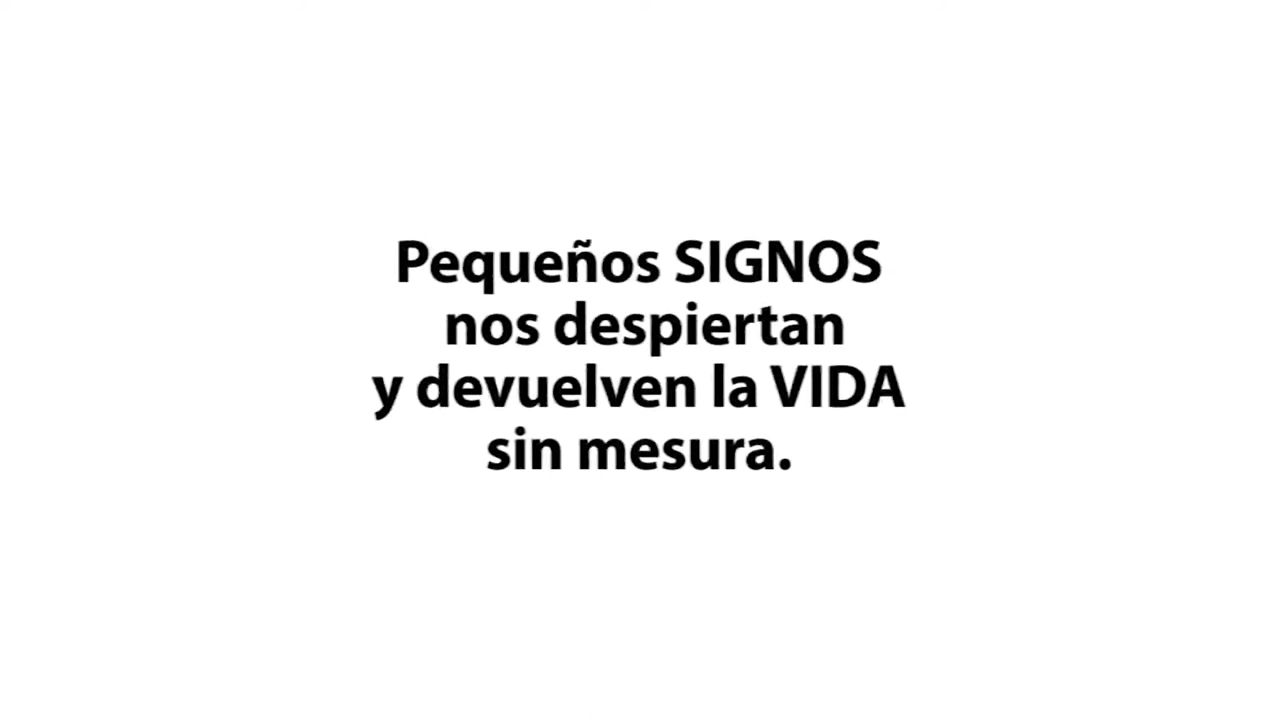 Pequeños SIGNOS
nos despiertan
y devuelven la VIDA
sin mesura.